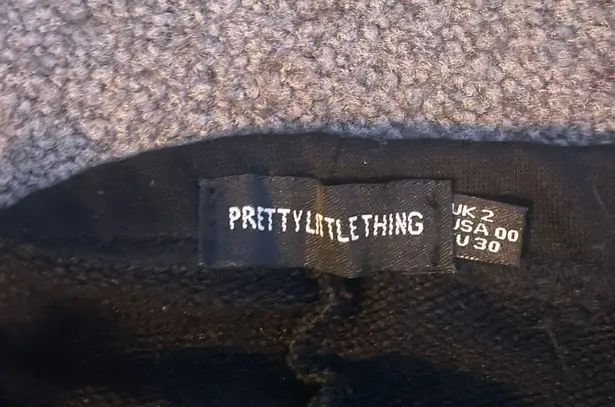 PRETTYLITTLETHING
UK 2
USA 00
EU 30